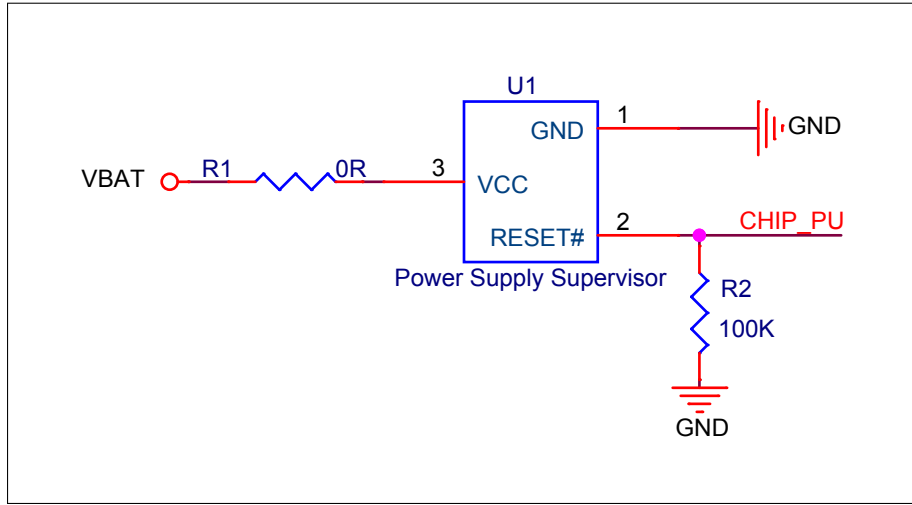 U1
1
GND
GND
VBAT
R1
0R
3
VCC
2
CHIP_PU
RESET#
Power Supply Supervisor
R2
100K
GND